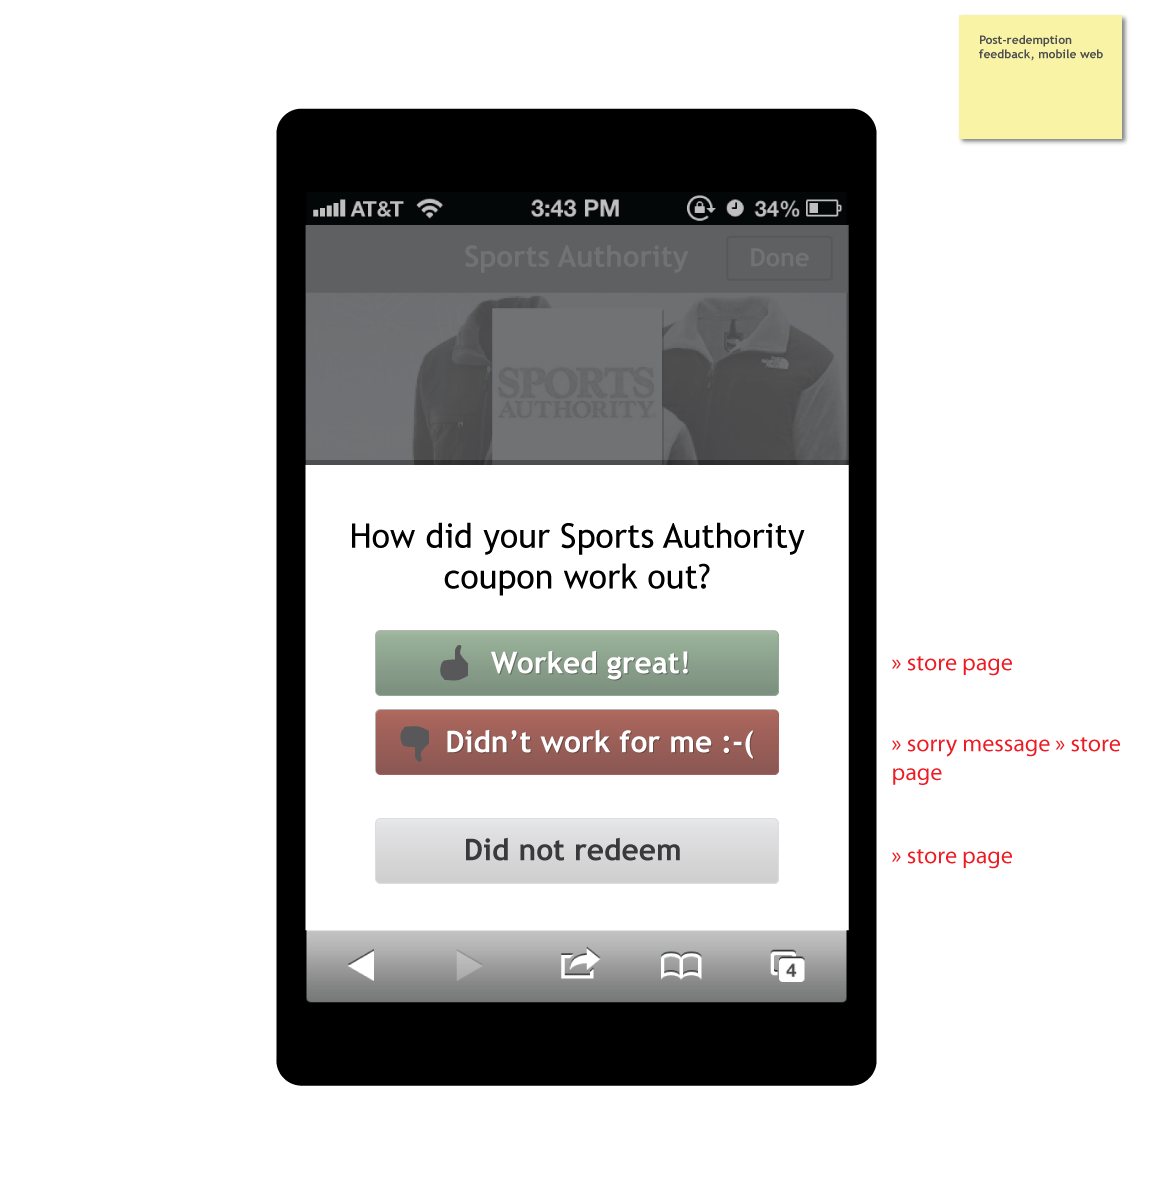 Post-redemption
feedback, mobile web
AT&T 3:43 PM 34%
Sports Authority Done
SPORTS
AUTHORITY
How did your Sports Authority
coupon work out?
Worked great!
» store page
Didn’t work for me :-(
» sorry message » store
page
Did not redeem
» store page
4